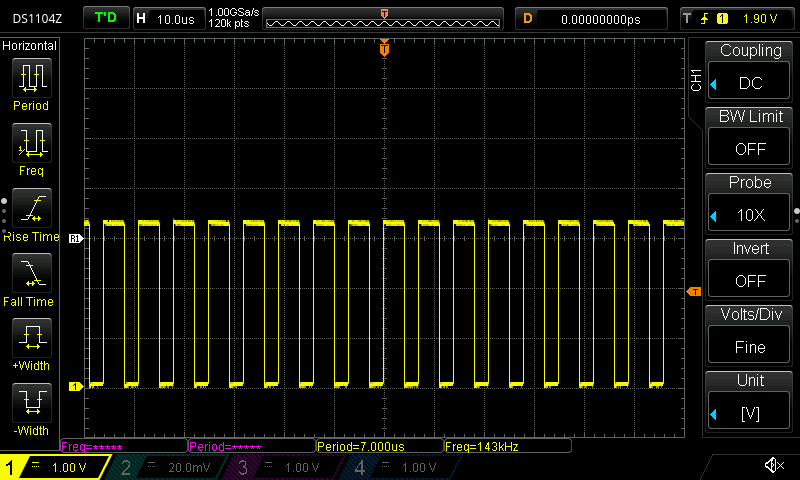 DS1104Z T'D H 10.0us 1.00GSa/s 120k pts T D 0.00000000ps T 1 1.90 V
Horizontal
Period
Freq
Rise Time
Fall Time
+Width
-Width
T
R1
1
T
CH1
Coupling
DC
BW Limit
OFF
Probe
10X
Invert
OFF
Volts/Div
Fine
Unit
[V]
Freq=***** Period=***** Period=7.000us Freq=143kHz
1 1.00 V 2 20.0mV 3 1.00 V 4 1.00 V